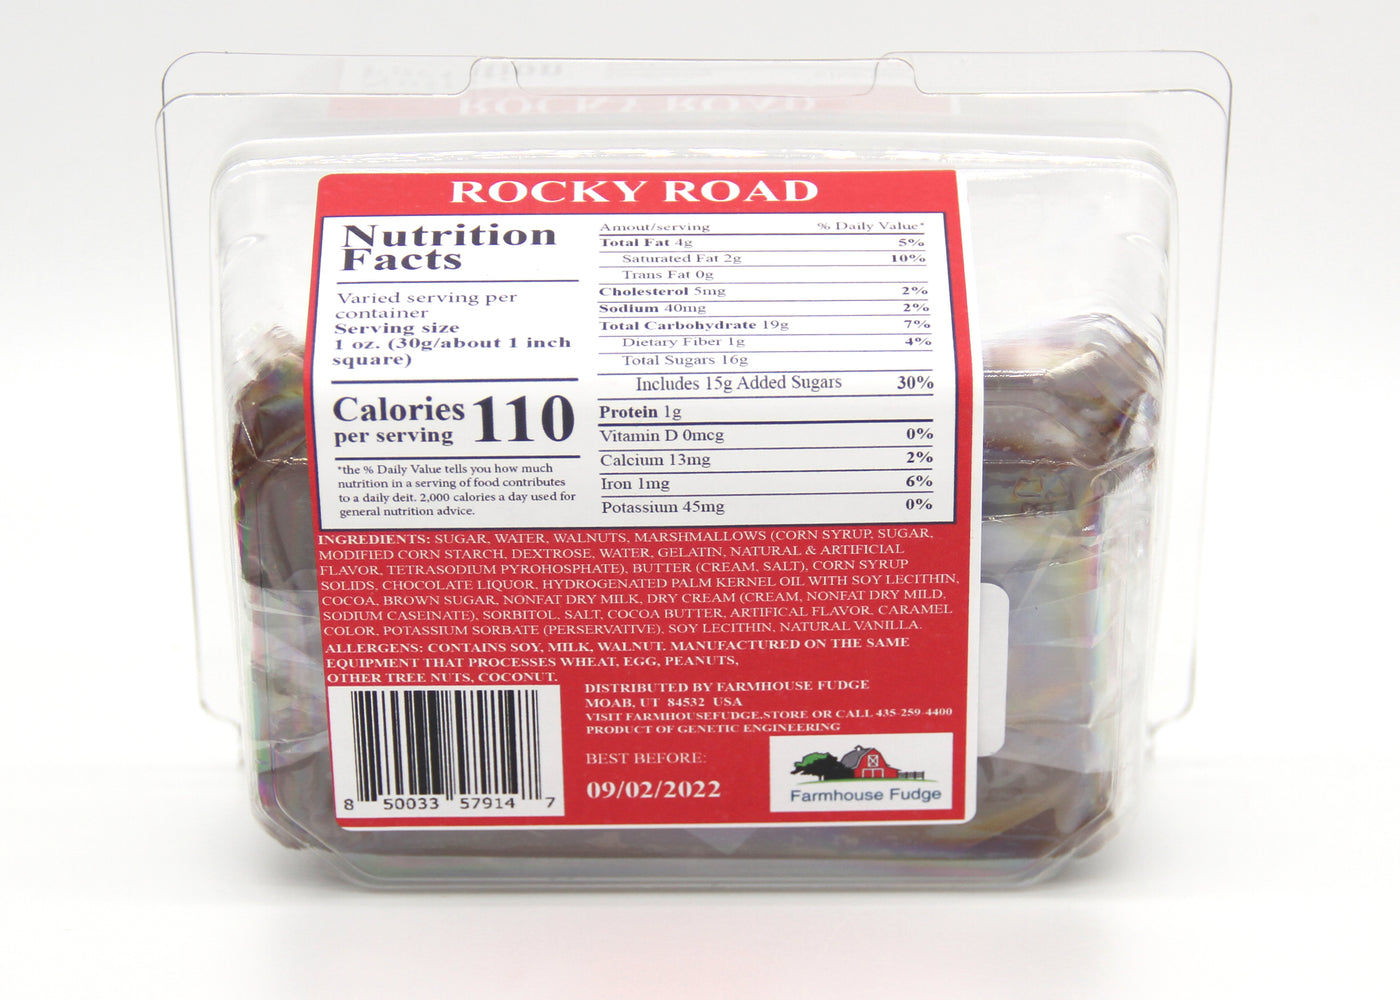 ROCKY ROAD
Nutrition
Facts
Varied serving per
container
Serving size
1 oz. (30g/about 1 inch
square)
Calories
per serving 110
*the % Daily Value tells you how much
nutrition in a serving of food contributes
to a daily deit. 2,000 calories a day used for
general nutrition advice.
Amout/serving % Daily Value*
Total Fat 4g 5%
Saturated Fat 2g 10%
Trans Fat 0g
Cholesterol 5mg 2%
Sodium 40mg 2%
Total Carbohydrate 19g 7%
Dietary Fiber 1g 4%
Total Sugars 16g
Includes 15g Added Sugars 30%
Protein 1g
Vitamin D 0mcg 0%
Calcium 13mg 2%
Iron 1mg 6%
Potassium 45mg 0%
INGREDIENTS: SUGAR, WATER, WALNUTS, MARSHMALLOWS (CORN SYRUP, SUGAR,
MODIFIED CORN STARCH, DEXTROSE, WATER, GELATIN, NATURAL & ARTIFICIAL
FLAVOR, TETRASODIUM PYROHOSPHATE), BUTTER (CREAM, SALT), CORN SYRUP
SOLIDS, CHOCOLATE LIQUOR, HYDROGENATED PALM KERNEL OIL WITH SOY LECITHIN,
COCOA, BROWN SUGAR, NONFAT DRY MILK, DRY CREAM (CREAM, NONFAT DRY MILD,
SODIUM CASEINATE), SORBITOL, SALT, COCOA BUTTER, ARTIFICAL FLAVOR, CARAMEL
COLOR, POTASSIUM SORBATE (PERSERVATIVE), SOY LECITHIN, NATURAL VANILLA.
ALLERGENS: CONTAINS SOY, MILK, WALNUT. MANUFACTURED ON THE SAME
EQUIPMENT THAT PROCESSES WHEAT, EGG, PEANUTS,
OTHER TREE NUTS, COCONUT.
8 50033 57914 7
DISTRIBUTED BY FARMHOUSE FUDGE
MOAB, UT 84532 USA
VISIT FARMHOUSEFUDGE.STORE OR CALL 435-259-4400
PRODUCT OF GENETIC ENGINEERING
BEST BEFORE:
09/02/2022
Farmhouse Fudge